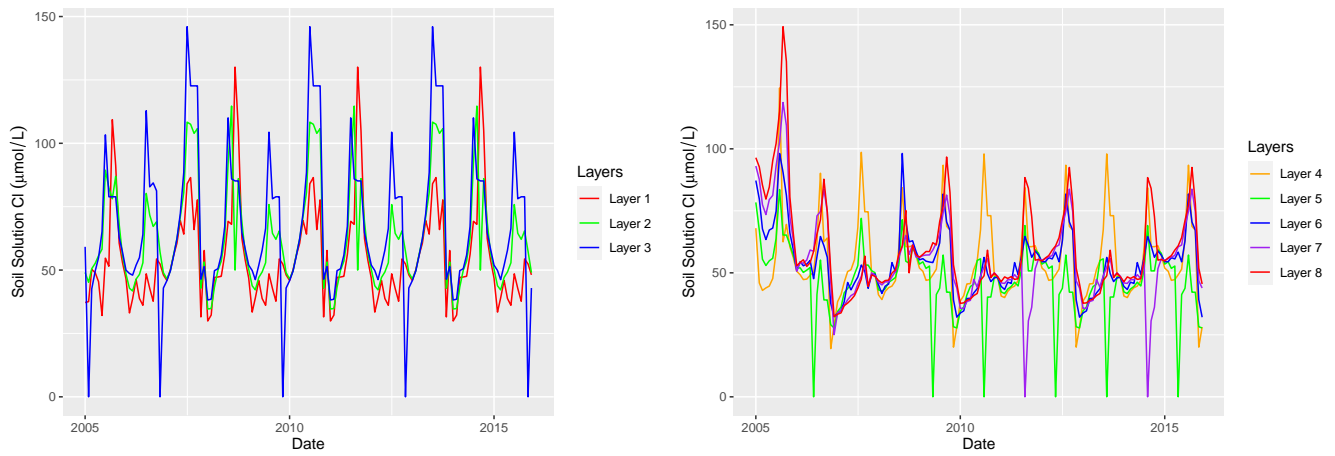 150
100
50
0
Soil Solution Cl (μmol/L)
2005
2010
2015
Date
Layers
Layer 1
Layer 2
Layer 3
150
100
50
0
Soil Solution Cl (μmol/L)
2005
2010
2015
Date
Layers
Layer 4
Layer 5
Layer 6
Layer 7
Layer 8